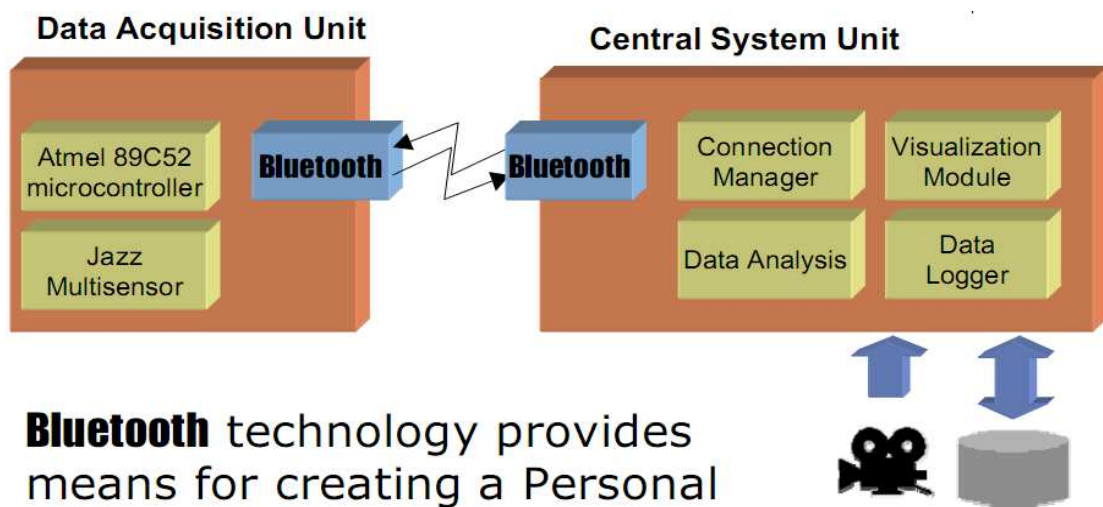 Data Acquisition Unit
Atmel 89C52
microcontroller
Jazz
Multisensor
Bluetooth
Central System Unit
Bluetooth
Connection
Manager
Visualization
Module
Data Analysis
Data
Logger
Bluetooth technology provides
means for creating a Personal